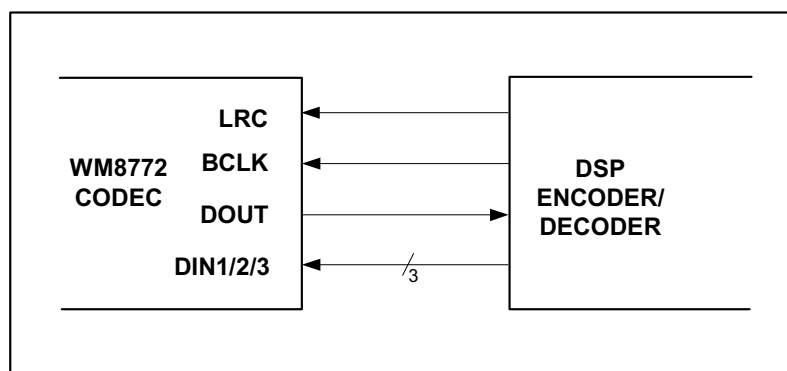 LRC
WM8772
CODEC
BCLK
DOUT
DIN1/2/3
3
DSP
ENCODER/
DECODER